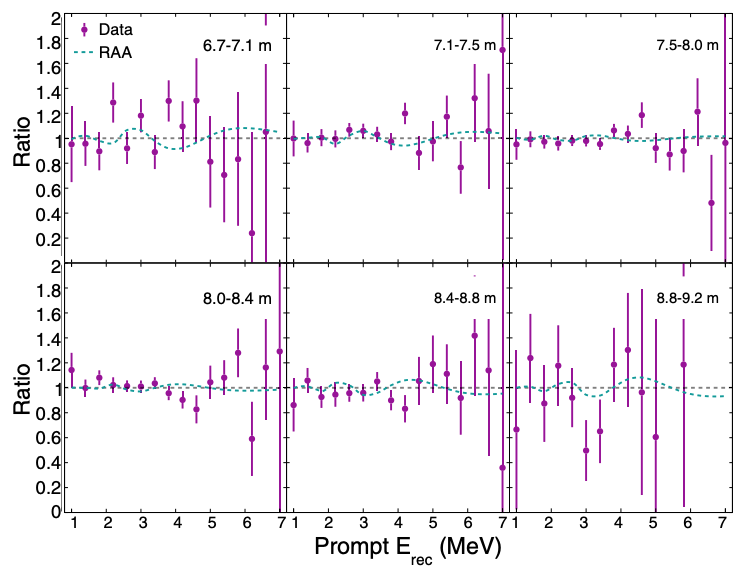 Data
RAA
6.7-7.1 m
7.1-7.5 m
7.5-8.0 m
2
1.8
1.6
1.4
1.2
1
0.8
0.6
0.4
0.2
Ratio
8.0-8.4 m
8.4-8.8 m
8.8-9.2 m
2
1.8
1.6
1.4
1.2
1
0.8
0.6
0.4
0.2
0
Ratio
1 2 3 4 5 6 7 1 2 3 4 5 6 7 1 2 3 4 5 6 7
Prompt E_rec (MeV)